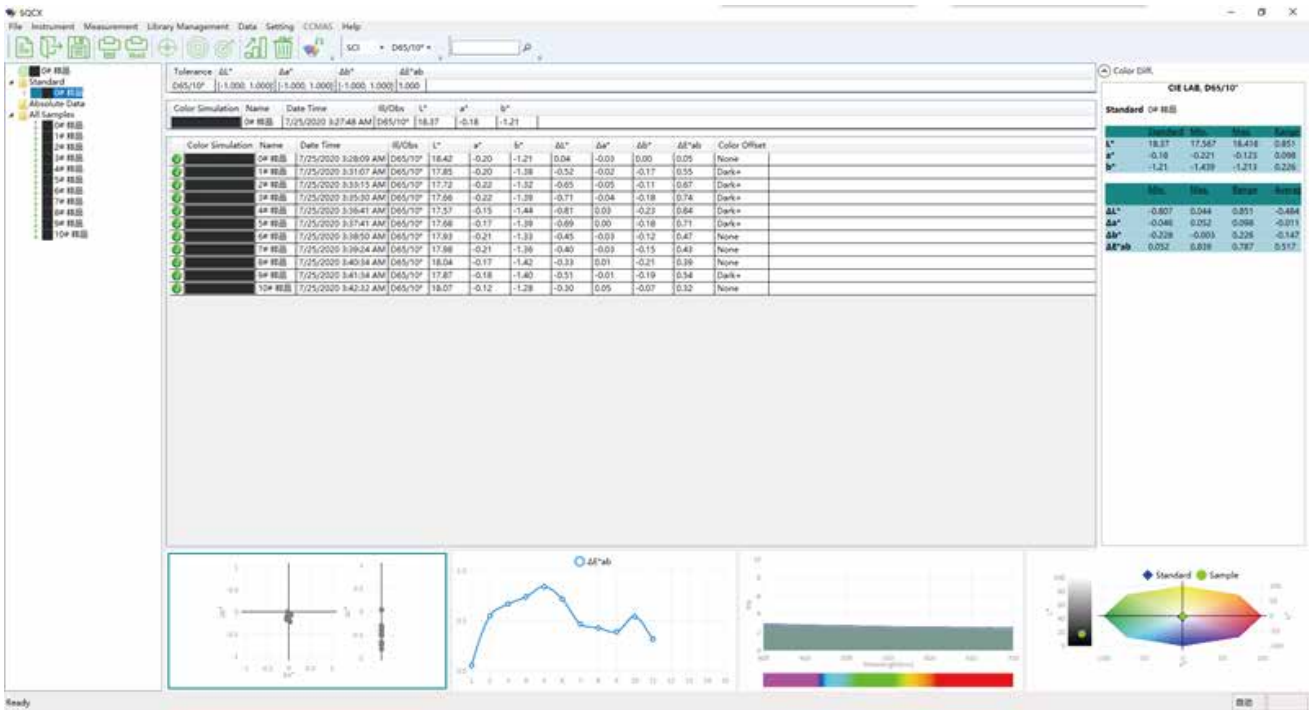 SQCX
File Instrument Measurement Library Management Data Setting CCMAS Help
SCI D65/10°
0# 样品
Standard
0# 样品
Absolute Data
All Samples
0# 样品
1# 样品
2# 样品
3# 样品
4# 样品
5# 样品
6# 样品
7# 样品
8# 样品
9# 样品
10# 样品
Tolerance ΔL* Δa* Δb* ΔE*ab
D65/10° [-1.000, 1.000] [-1.000, 1.000] [-1.000, 1.000] 1.000
Color Simulation Name Date Time Ill/Obs L* a* b*
0# 样品 7/25/2020 3:27:48 AM D65/10° 18.37 -0.18 -1.21
Color Simulation Name Date Time Ill/Obs L* a* b* ΔL* Δa* Δb* ΔE*ab Color Offset
0# 样品 7/25/2020 3:28:09 AM D65/10° 18.42 -0.20 -1.21 0.04 -0.03 0.00 0.05 None
1# 样品 7/25/2020 3:31:07 AM D65/10° 17.85 -0.20 -1.38 -0.52 -0.02 -0.17 0.55 Dark+
2# 样品 7/25/2020 3:33:15 AM D65/10° 17.72 -0.22 -1.32 -0.65 -0.05 -0.11 0.67 Dark+
3# 样品 7/25/2020 3:35:30 AM D65/10° 17.66 -0.22 -1.39 -0.71 -0.04 -0.18 0.74 Dark+
4# 样品 7/25/2020 3:36:41 AM D65/10° 17.57 -0.15 -1.44 -0.81 0.03 -0.23 0.84 Dark+
5# 样品 7/25/2020 3:37:41 AM D65/10° 17.68 -0.17 -1.39 -0.69 0.00 -0.18 0.71 Dark+
6# 样品 7/25/2020 3:38:50 AM D65/10° 17.93 -0.21 -1.33 -0.45 -0.03 -0.12 0.47 None
7# 样品 7/25/2020 3:39:24 AM D65/10° 17.98 -0.21 -1.36 -0.40 -0.03 -0.15 0.43 None
8# 样品 7/25/2020 3:40:34 AM D65/10° 18.04 -0.17 -1.42 -0.33 0.01 -0.21 0.39 None
9# 样品 7/25/2020 3:41:34 AM D65/10° 17.87 -0.18 -1.40 -0.51 -0.01 -0.19 0.54 Dark+
10# 样品 7/25/2020 3:42:32 AM D65/10° 18.07 -0.12 -1.28 -0.30 0.05 -0.07 0.32 None
Color Diff.
CIE LAB, D65/10°
Standard 0# 样品
Standard Min. Max. Range
L* 18.37 17.567 18.418 0.851
a* -0.18 -0.221 -0.123 0.098
b* -1.21 -1.439 -1.213 0.226
Min. Max. Range Averag
ΔL* -0.807 0.044 0.851 -0.484
Δa* -0.046 0.052 0.098 -0.011
Δb* -0.228 -0.003 0.226 -0.147
ΔE*ab 0.052 0.839 0.787 0.517
ΔE*ab
Standard Sample
Ready